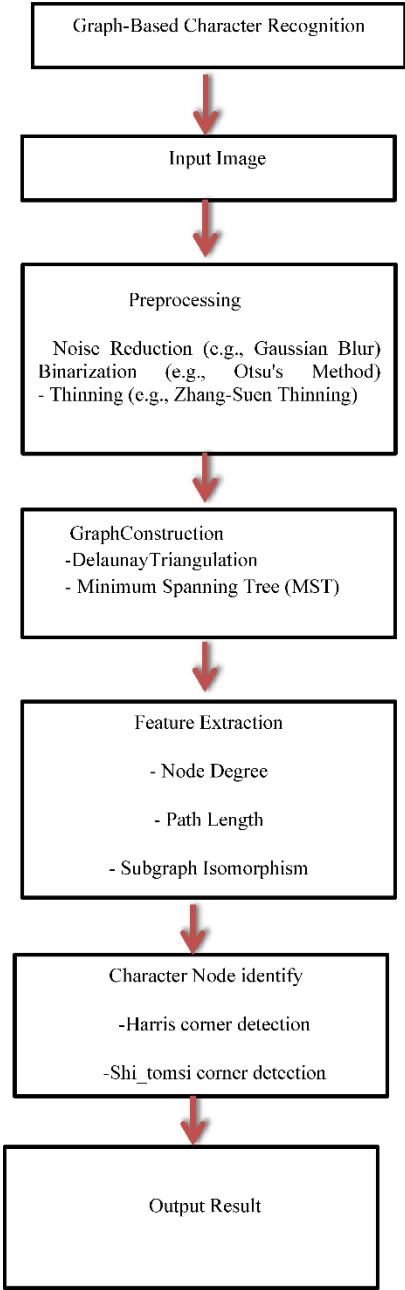 Graph-Based Character Recognition
Input Image
Preprocessing
Noise Reduction (e.g., Gaussian Blur)
Binarization (e.g., Otsu's Method)
- Thinning (e.g., Zhang-Suen Thinning)
GraphConstruction
-DelaunayTriangulation
- Minimum Spanning Tree (MST)
Feature Extraction
- Node Degree
- Path Length
- Subgraph Isomorphism
Character Node identify
-Harris corner detection
-Shi_tomsi corner detection
Output Result